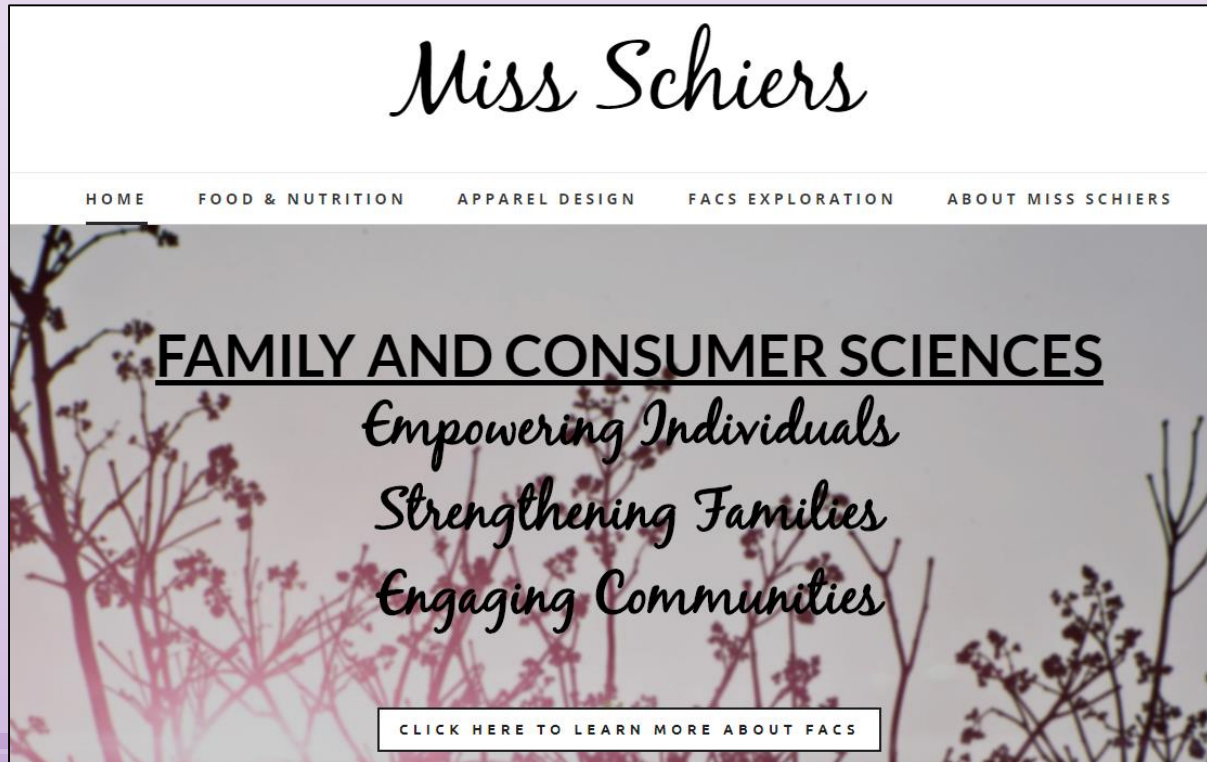 Miss Schiers
HOME FOOD & NUTRITION APPAREL DESIGN FACS EXPLORATION ABOUT MISS SCHIERS
FAMILY AND CONSUMER SCIENCES
Empowering Individuals
Strengthening Families
Engaging Communities
CLICK HERE TO LEARN MORE ABOUT FACS